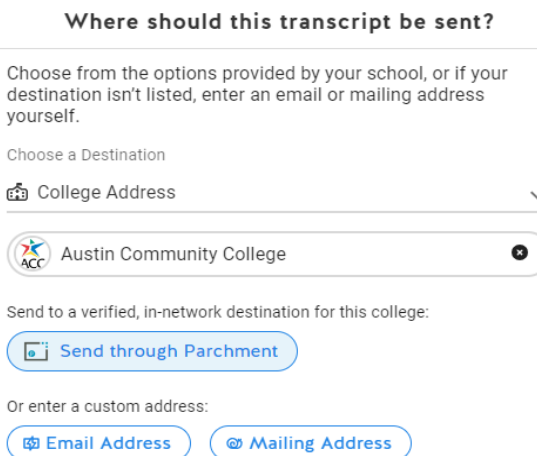 Where should this transcript be sent?
Choose from the options provided by your school, or if your
destination isn't listed, enter an email or mailing address
yourself.
Choose a Destination
College Address
ACC Austin Community College
Send to a verified, in-network destination for this college:
Send through Parchment
Or enter a custom address:
Email Address Mailing Address